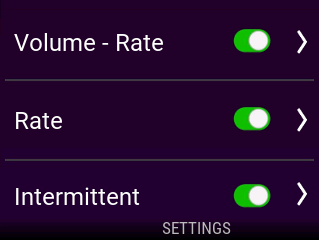 Volume - Rate
Rate
Intermittent
SETTINGS